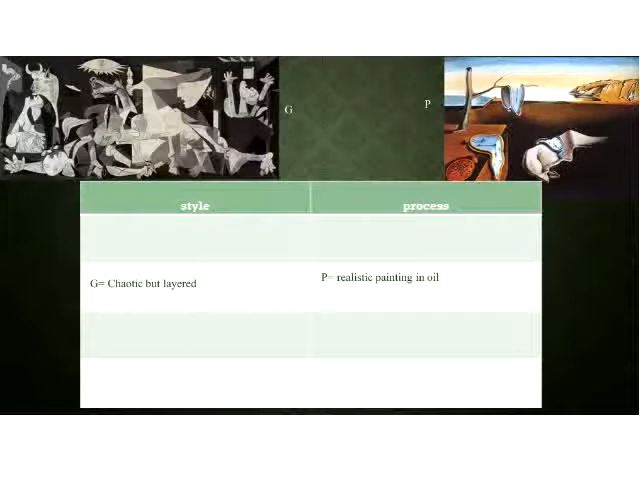 G
P
style
process
G= Chaotic but layered
P= realistic painting in oil